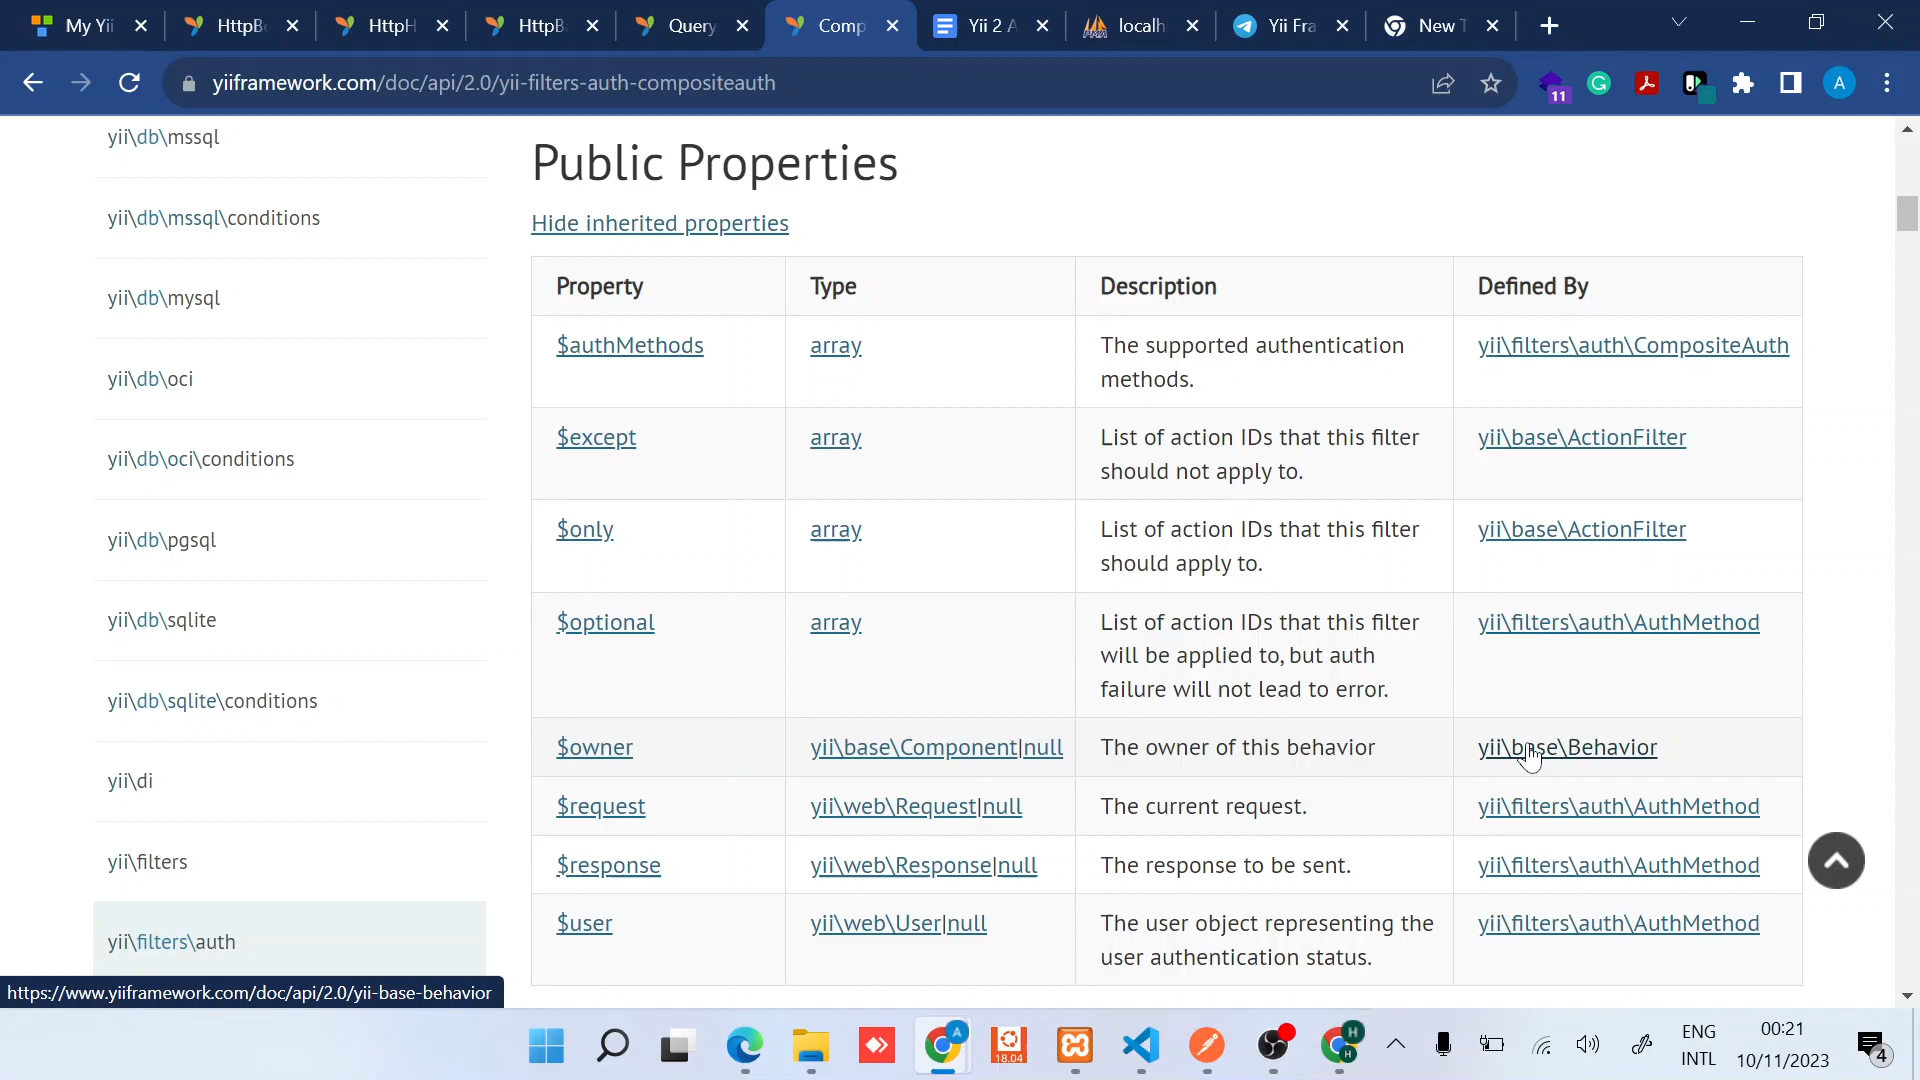 My Yii
HttpB
HttpH
HttpB
Query
Comp
Yii 2 A
localh
Yii Fra
New T
yiiframework.com/doc/api/2.0/yii-filters-auth-compositeauth
11
A
yii\db\mssql
yii\db\mssql\conditions
yii\db\mysql
yii\db\oci
yii\db\oci\conditions
yii\db\pgsql
yii\db\sqlite
yii\db\sqlite\conditions
yii\di
yii\filters
yii\filters\auth
Public Properties
Hide inherited properties
Property Type Description Defined By
$authMethods array The supported authentication yii\filters\auth\CompositeAuth
methods.
$except array List of action IDs that this filter yii\base\ActionFilter
should not apply to.
$only array List of action IDs that this filter yii\base\ActionFilter
should apply to.
$optional array List of action IDs that this filter yii\filters\auth\AuthMethod
will be applied to, but auth
failure will not lead to error.
$owner yii\base\Component|null The owner of this behavior yii\base\Behavior
$request yii\web\Request|null The current request. yii\filters\auth\AuthMethod
$response yii\web\Response|null The response to be sent. yii\filters\auth\AuthMethod
$user yii\web\User|null The user object representing the yii\filters\auth\AuthMethod
user authentication status.
https://www.yiiframework.com/doc/api/2.0/yii-base-behavior
A
18.04
H
H
ENG
INTL
00:21
10/11/2023
4